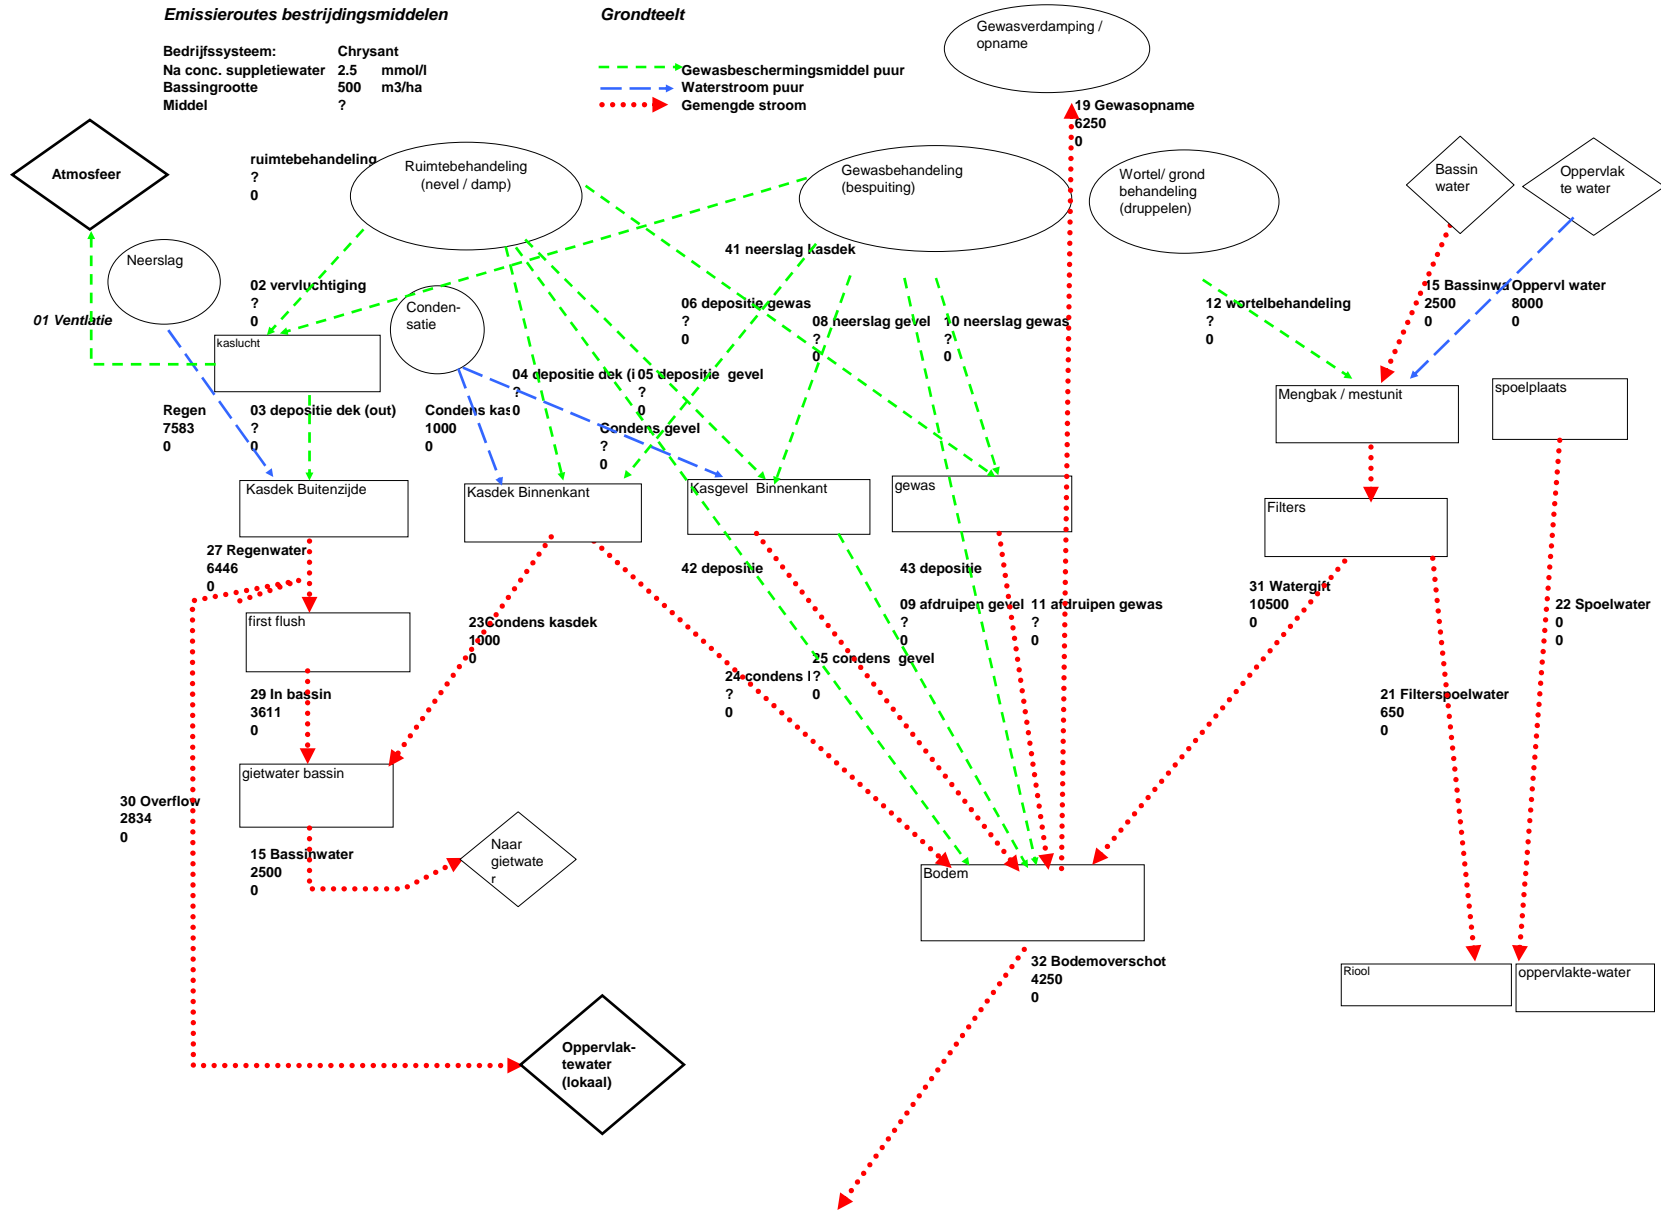 Emissieroutes bestrijdingsmiddelen
Grondteelt
Bedrijfssysteem: Chrysant
Na conc. suppletiewater 2.5 mmol/l
Bassingrootte 500 m3/ha
Middel ?
Gewasbeschermingsmiddel puur
Waterstroom puur
Gemengde stroom
Gewasverdamping /
opname
19 Gewasopname
6250
0
Atmosfeer
ruimtebehandeling
?
0
Ruimtebehandeling
(nevel / damp)
Gewasbehandeling
(bespuiting)
Wortel/ grond
behandeling
(druppelen)
Bassin
water
Oppervlak
te water
Neerslag
41 neerslag kasdek
02 vervluchtiging
?
0
Conden-
satie
06 depositie gewas
?
0
08 neerslag gevel
?
0
10 neerslag gewas
?
0
12 wortelbehandeling
?
0
15 Bassinwa
2500
0
Oppervl water
8000
0
01 Ventlatie
kaslucht
04 depositie dek (i
?
0
05 depositie gevel
?
0
Mengbak / mestunit
spoelplaats
Regen
7583
0
03 depositie dek (out)
?
0
Condens kas
1000
0
Condens gevel
?
0
Kasdek Buitenzijde
Kasdek Binnenkant
Kasgevel Binnenkant
gewas
Filters
27 Regenwater
6446
0
42 depositie
43 depositie
31 Watergift
10500
0
09 afdruipen gevel
?
0
11 afdruipen gewas
?
0
22 Spoelwater
0
0
first flush
23Condens kasdek
1000
0
25 condens gevel
?
0
24 condens l
?
0
29 In bassin
3611
0
21 Filterspoelwater
650
0
gietwater bassin
30 Overflow
2834
0
15 Bassinwater
2500
0
Naar
gietwate
r
Bodem
32 Bodemoverschot
4250
0
Riool
oppervlakte-water
Oppervlak-
tewater
(lokaal)